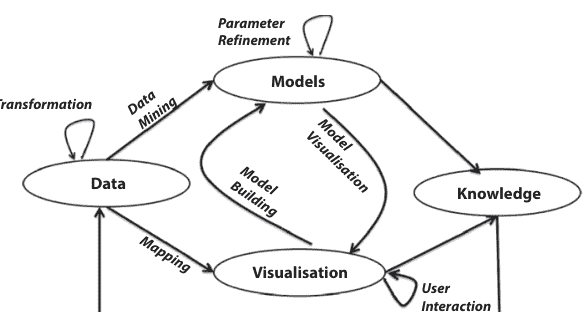 Parameter
Refinement
Models
Transformation
Data
Mining
Model
Visualisation
Data
Model
Building
Knowledge
Mapping
Visualisation
User
Interaction